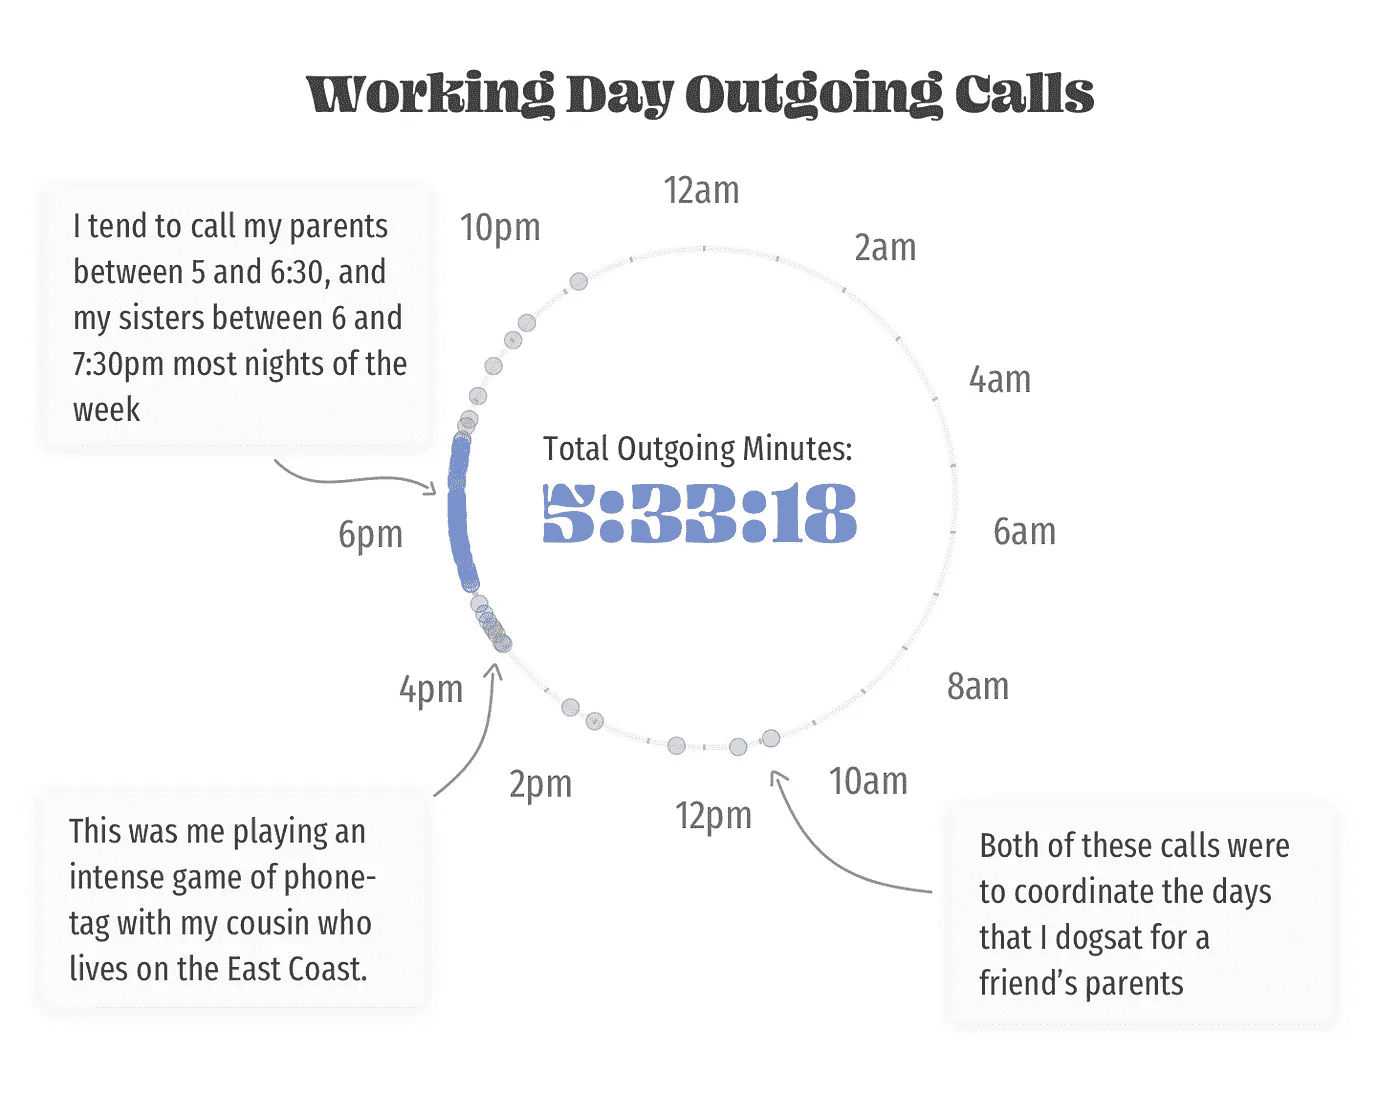 Working Day Outgoing Calls
12am
2am
4am
6am
8am
10am
12pm
2pm
4pm
6pm
10pm
I tend to call my parents
between 5 and 6:30, and
my sisters between 6 and
7:30pm most nights of the
week
Total Outgoing Minutes:
5:33:18
This was me playing an
intense game of phone-
tag with my cousin who
lives on the East Coast.
Both of these calls were
to coordinate the days
that I dogsat for a
friend’s parents